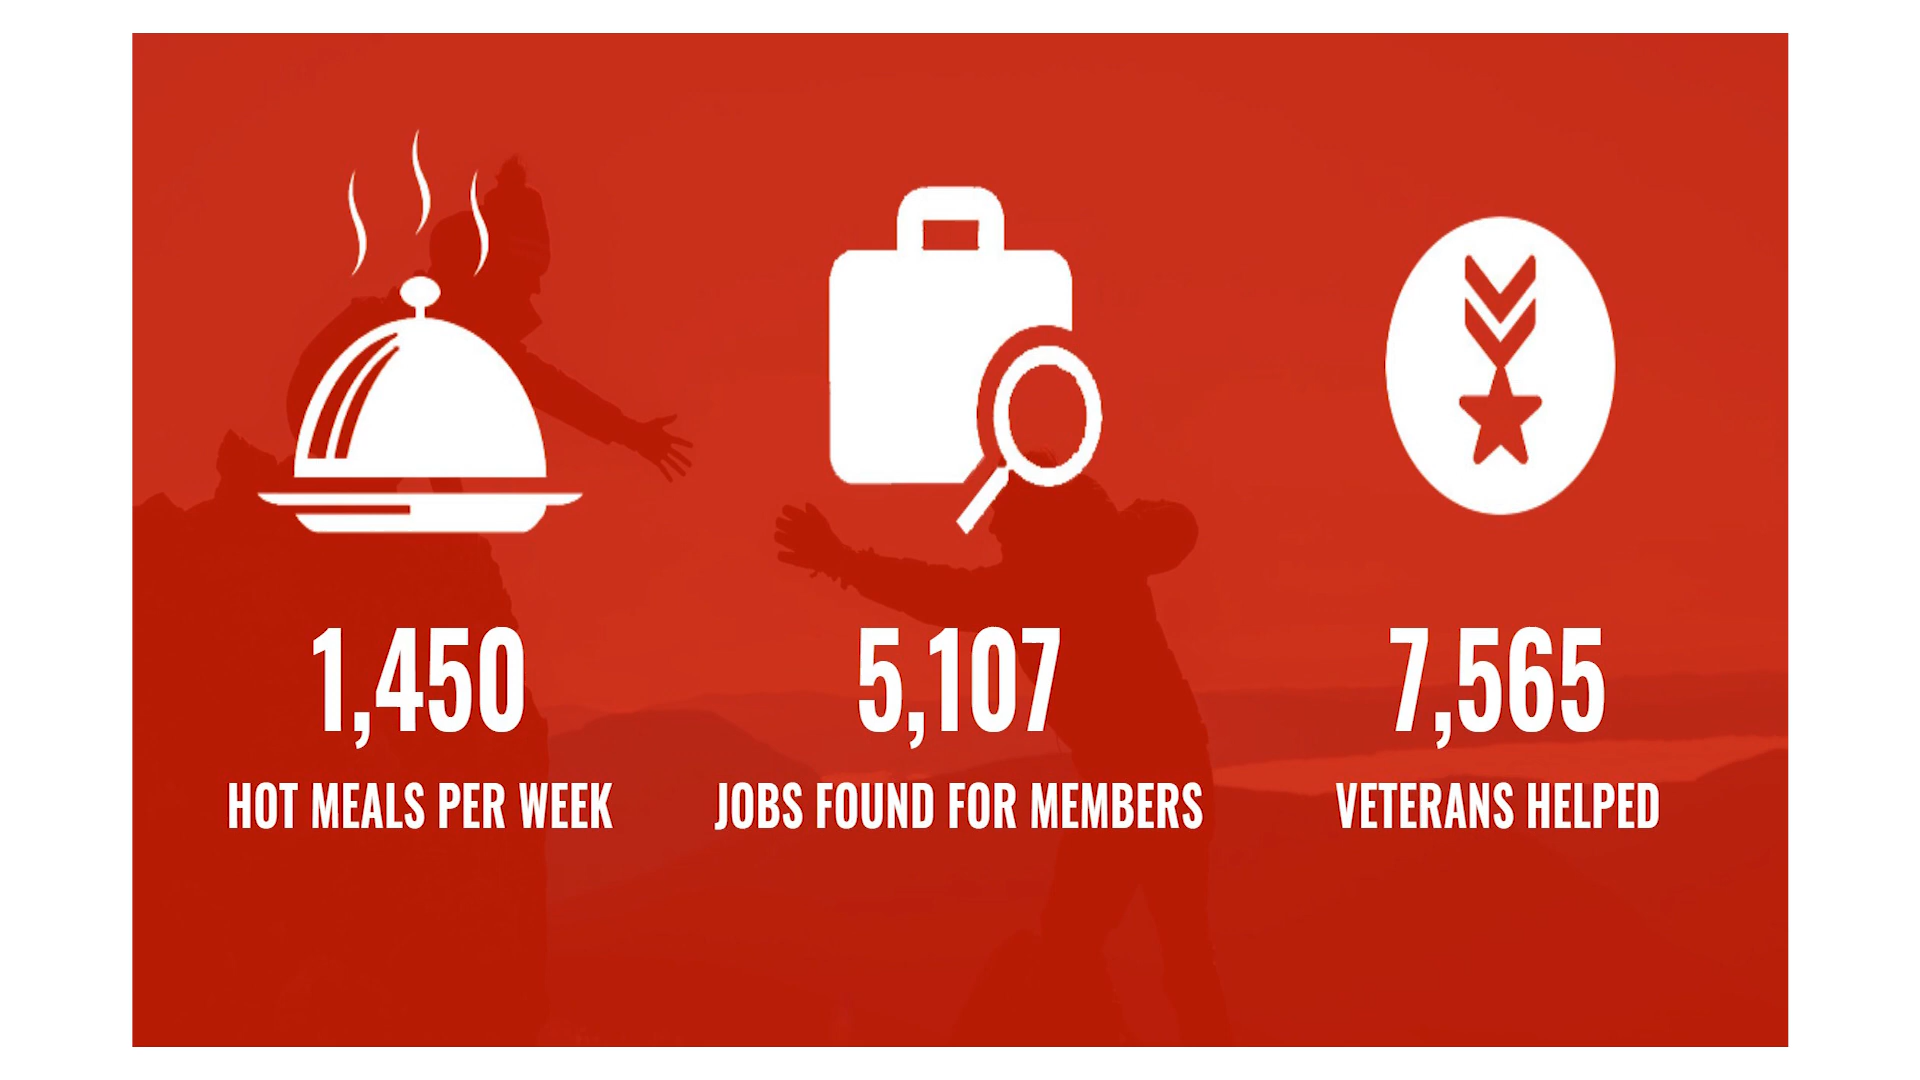 1,450
HOT MEALS PER WEEK
5,107
JOBS FOUND FOR MEMBERS
7,565
VETERANS HELPED